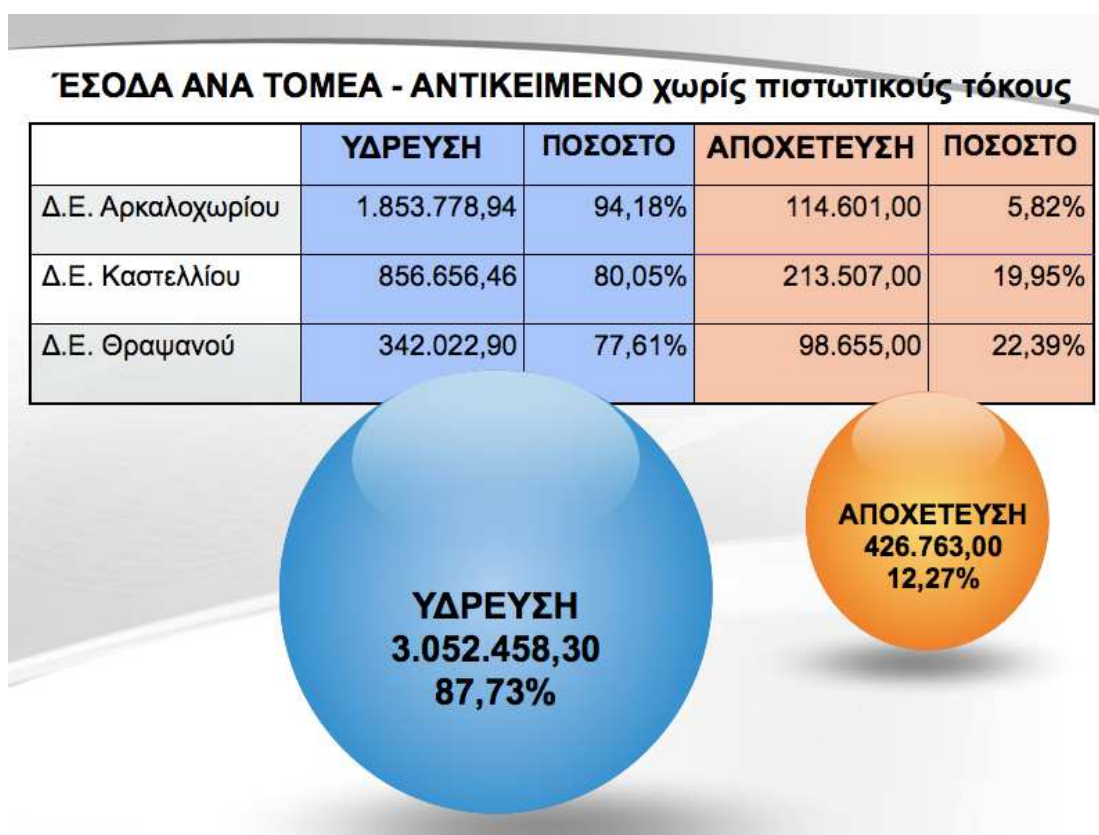 ΈΣΟΔΑ ΑΝΑ ΤΟΜΕΑ - ΑΝΤΙΚΕΙΜΕΝΟ χωρίς πιστωτικούς τόκους
ΥΔΡΕΥΣΗ ΠΟΣΟΣΤΟ ΑΠΟΧΕΤΕΥΣΗ ΠΟΣΟΣΤΟ
Δ.Ε. Αρκαλοχωρίου 1.853.778,94 94,18% 114.601,00 5,82%
Δ.Ε. Καστελλίου 856.656,46 80,05% 213.507,00 19,95%
Δ.Ε. Θραψανού 342.022,90 77,61% 98.655,00 22,39%
ΑΠΟΧΕΤΕΥΣΗ
426.763,00
12,27%
ΥΔΡΕΥΣΗ
3.052.458,30
87,73%